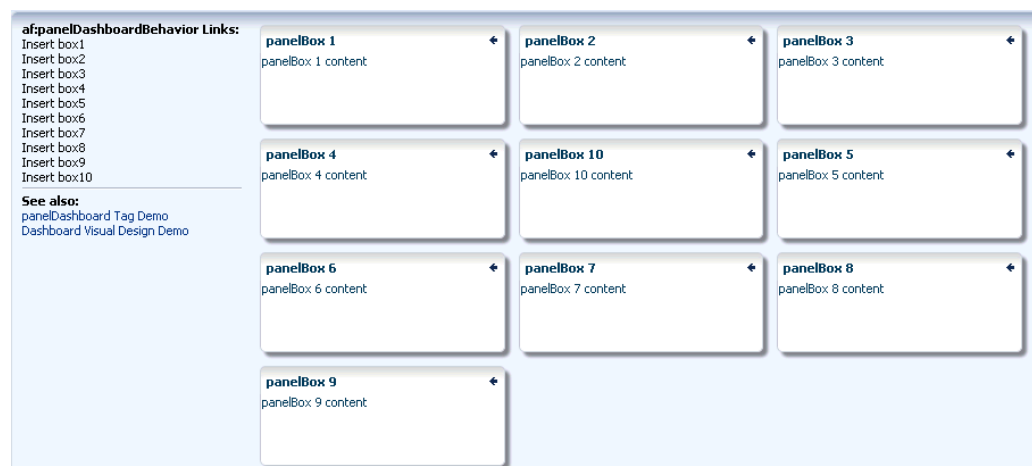 af:panelDashboardBehavior Links:
Insert box1
Insert box2
Insert box3
Insert box4
Insert box5
Insert box6
Insert box7
Insert box8
Insert box9
Insert box10
See also:
panelDashboard Tag Demo
Dashboard Visual Design Demo
panelBox 1
panelBox 1 content
panelBox 2
panelBox 2 content
panelBox 3
panelBox 3 content
panelBox 4
panelBox 4 content
panelBox 10
panelBox 10 content
panelBox 5
panelBox 5 content
panelBox 6
panelBox 6 content
panelBox 7
panelBox 7 content
panelBox 8
panelBox 8 content
panelBox 9
panelBox 9 content